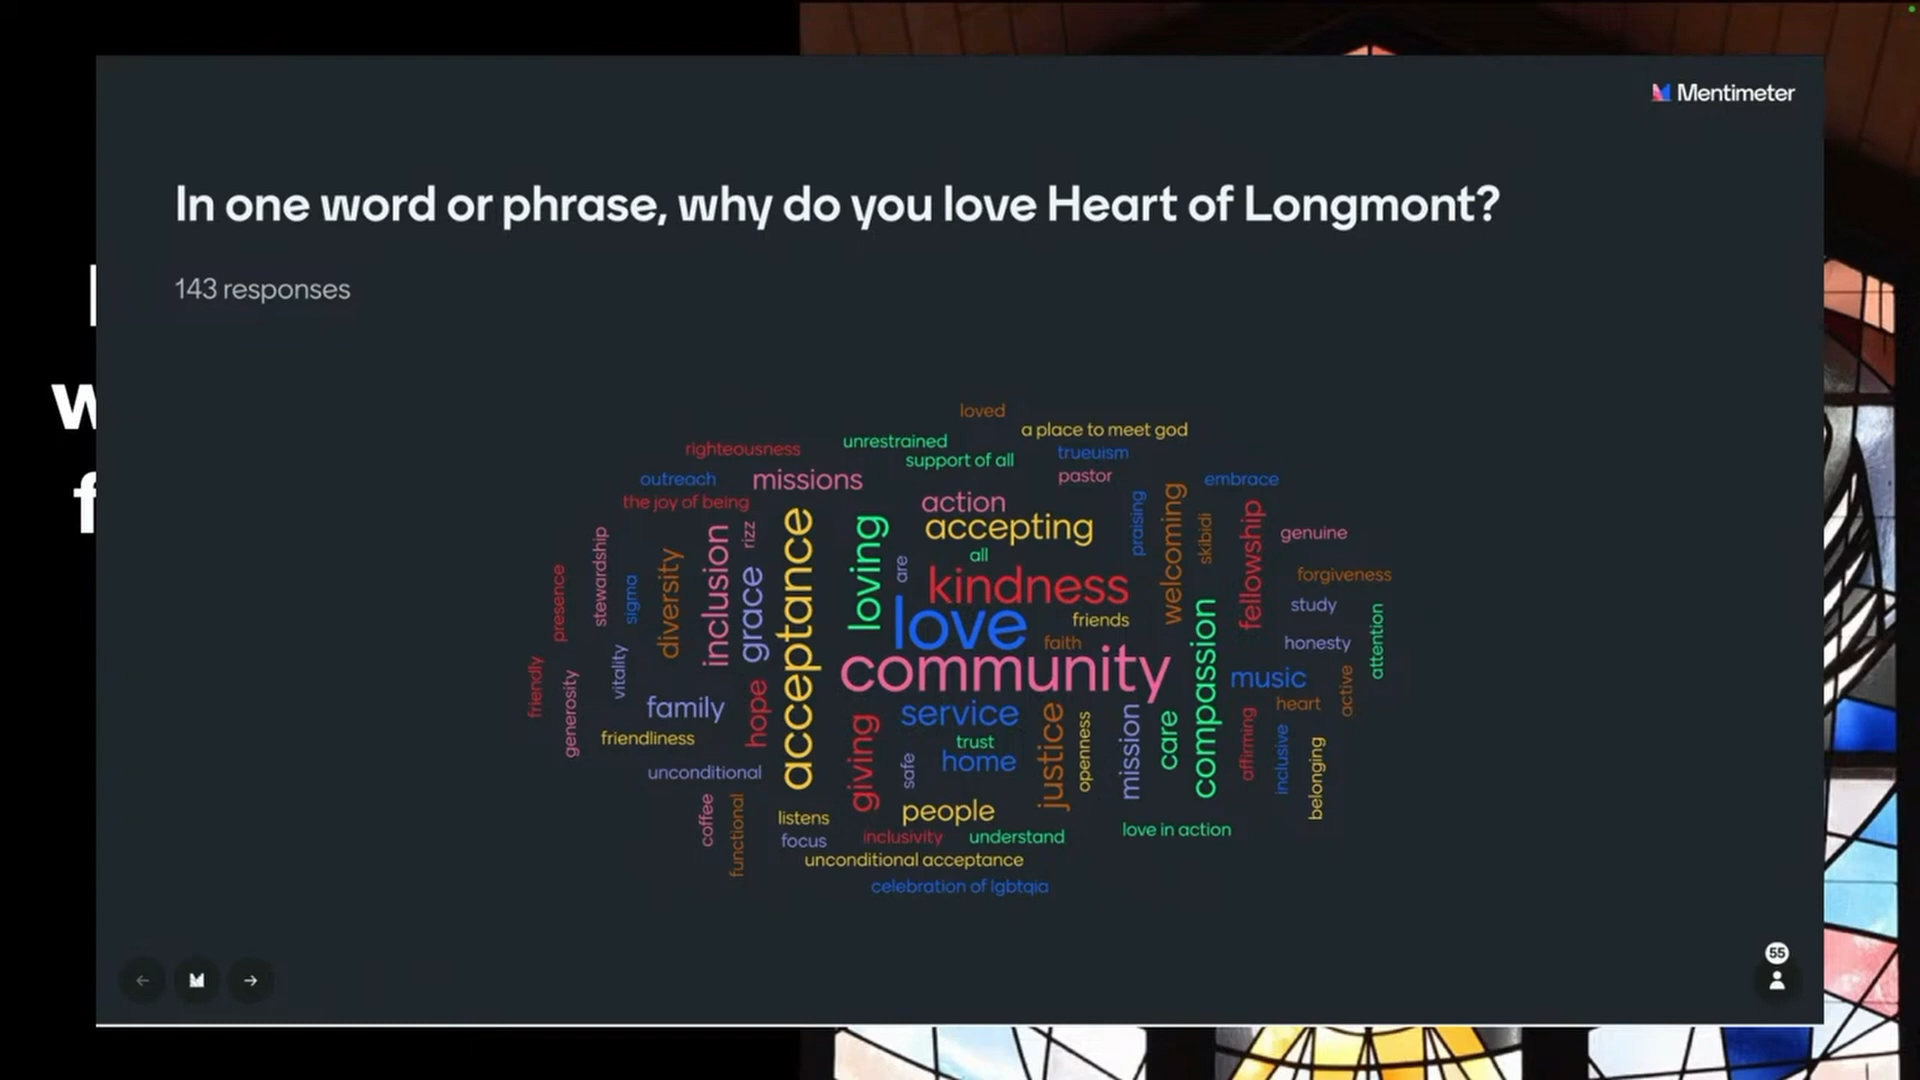 Mentimeter
In one word or phrase, why do you love Heart of Longmont?
143 responses
w
f
loved
a place to meet god
unrestrained
righteousness
trueuism
support of all
pastor
outreach
missions
embrace
the joy of being
action
accepting
praising
welcoming
skibidi
fellowship
genuine
rizz
inclusion
acceptance
loving
all
are
kindness
stewardship
diversity
grace
presence
sigma
forgiveness
study
love
friends
faith
honesty
attention
community
compassion
vitality
friendly
generosity
family
hope
music
heart
active
service
friendliness
giving
trust
home
safe
justice
openness
mission
care
affirming
inclusive
belonging
unconditional
coffee
functional
people
listens
focus
inclusivity
understand
love in action
unconditional acceptance
celebration of lgbtqia
55